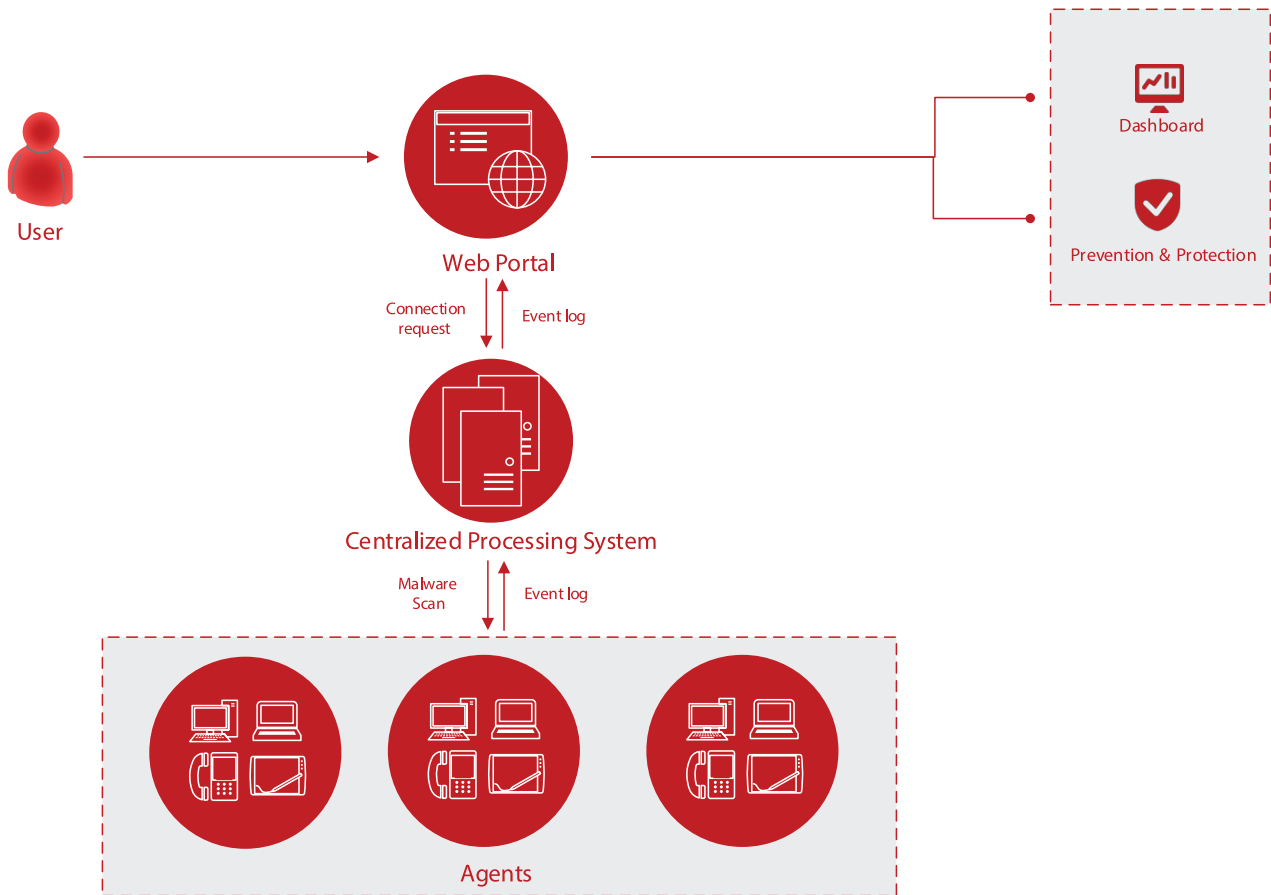 Dashboard
User
Prevention & Protection
Web Portal
Connection
request
Event log
Centralized Processing System
Malware
Scan
Event log
Agents